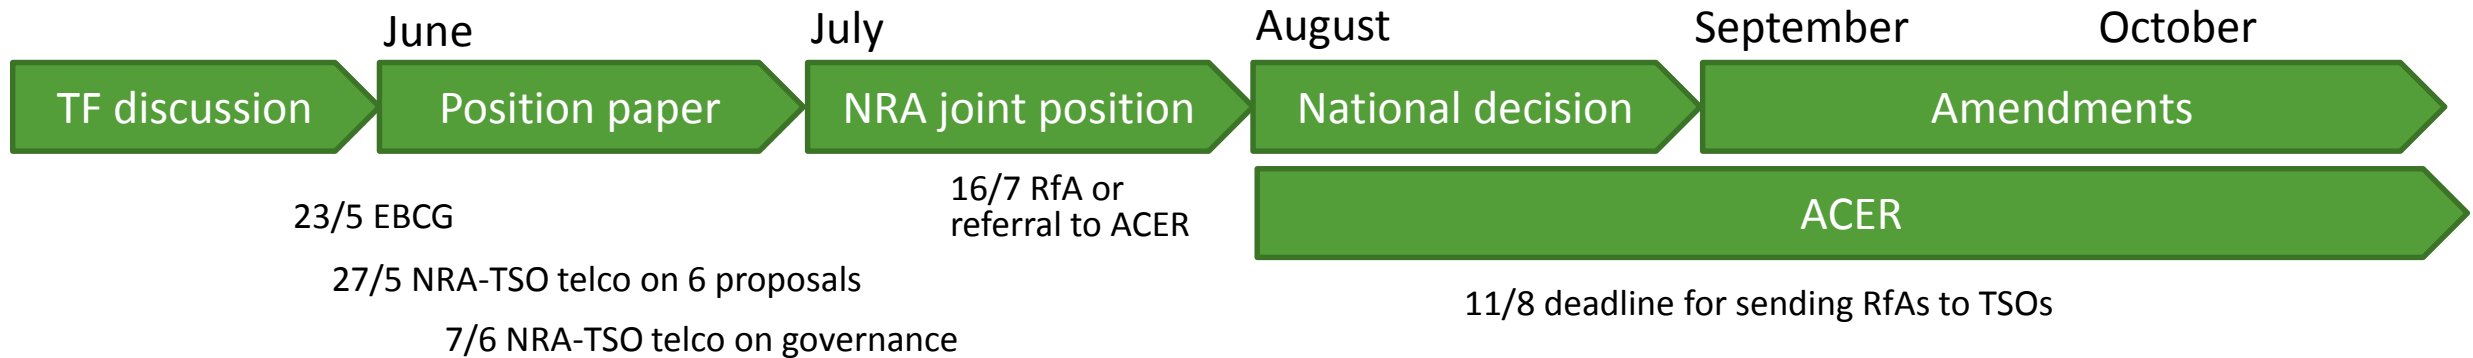 June
July
August
September
October
TF discussion
Position paper
NRA joint position
National decision
Amendments
16/7 RfA or
referral to ACER
ACER
23/5 EBCG
27/5 NRA-TSO telco on 6 proposals
11/8 deadline for sending RfAs to TSOs
7/6 NRA-TSO telco on governance